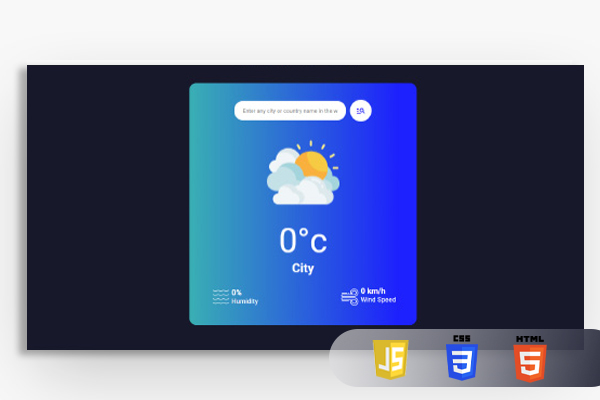 Enter any city or country name in the w
0°c
City
0%
Humidity
0 km/h
Wind Speed
JS
CSS
3
HTML
5